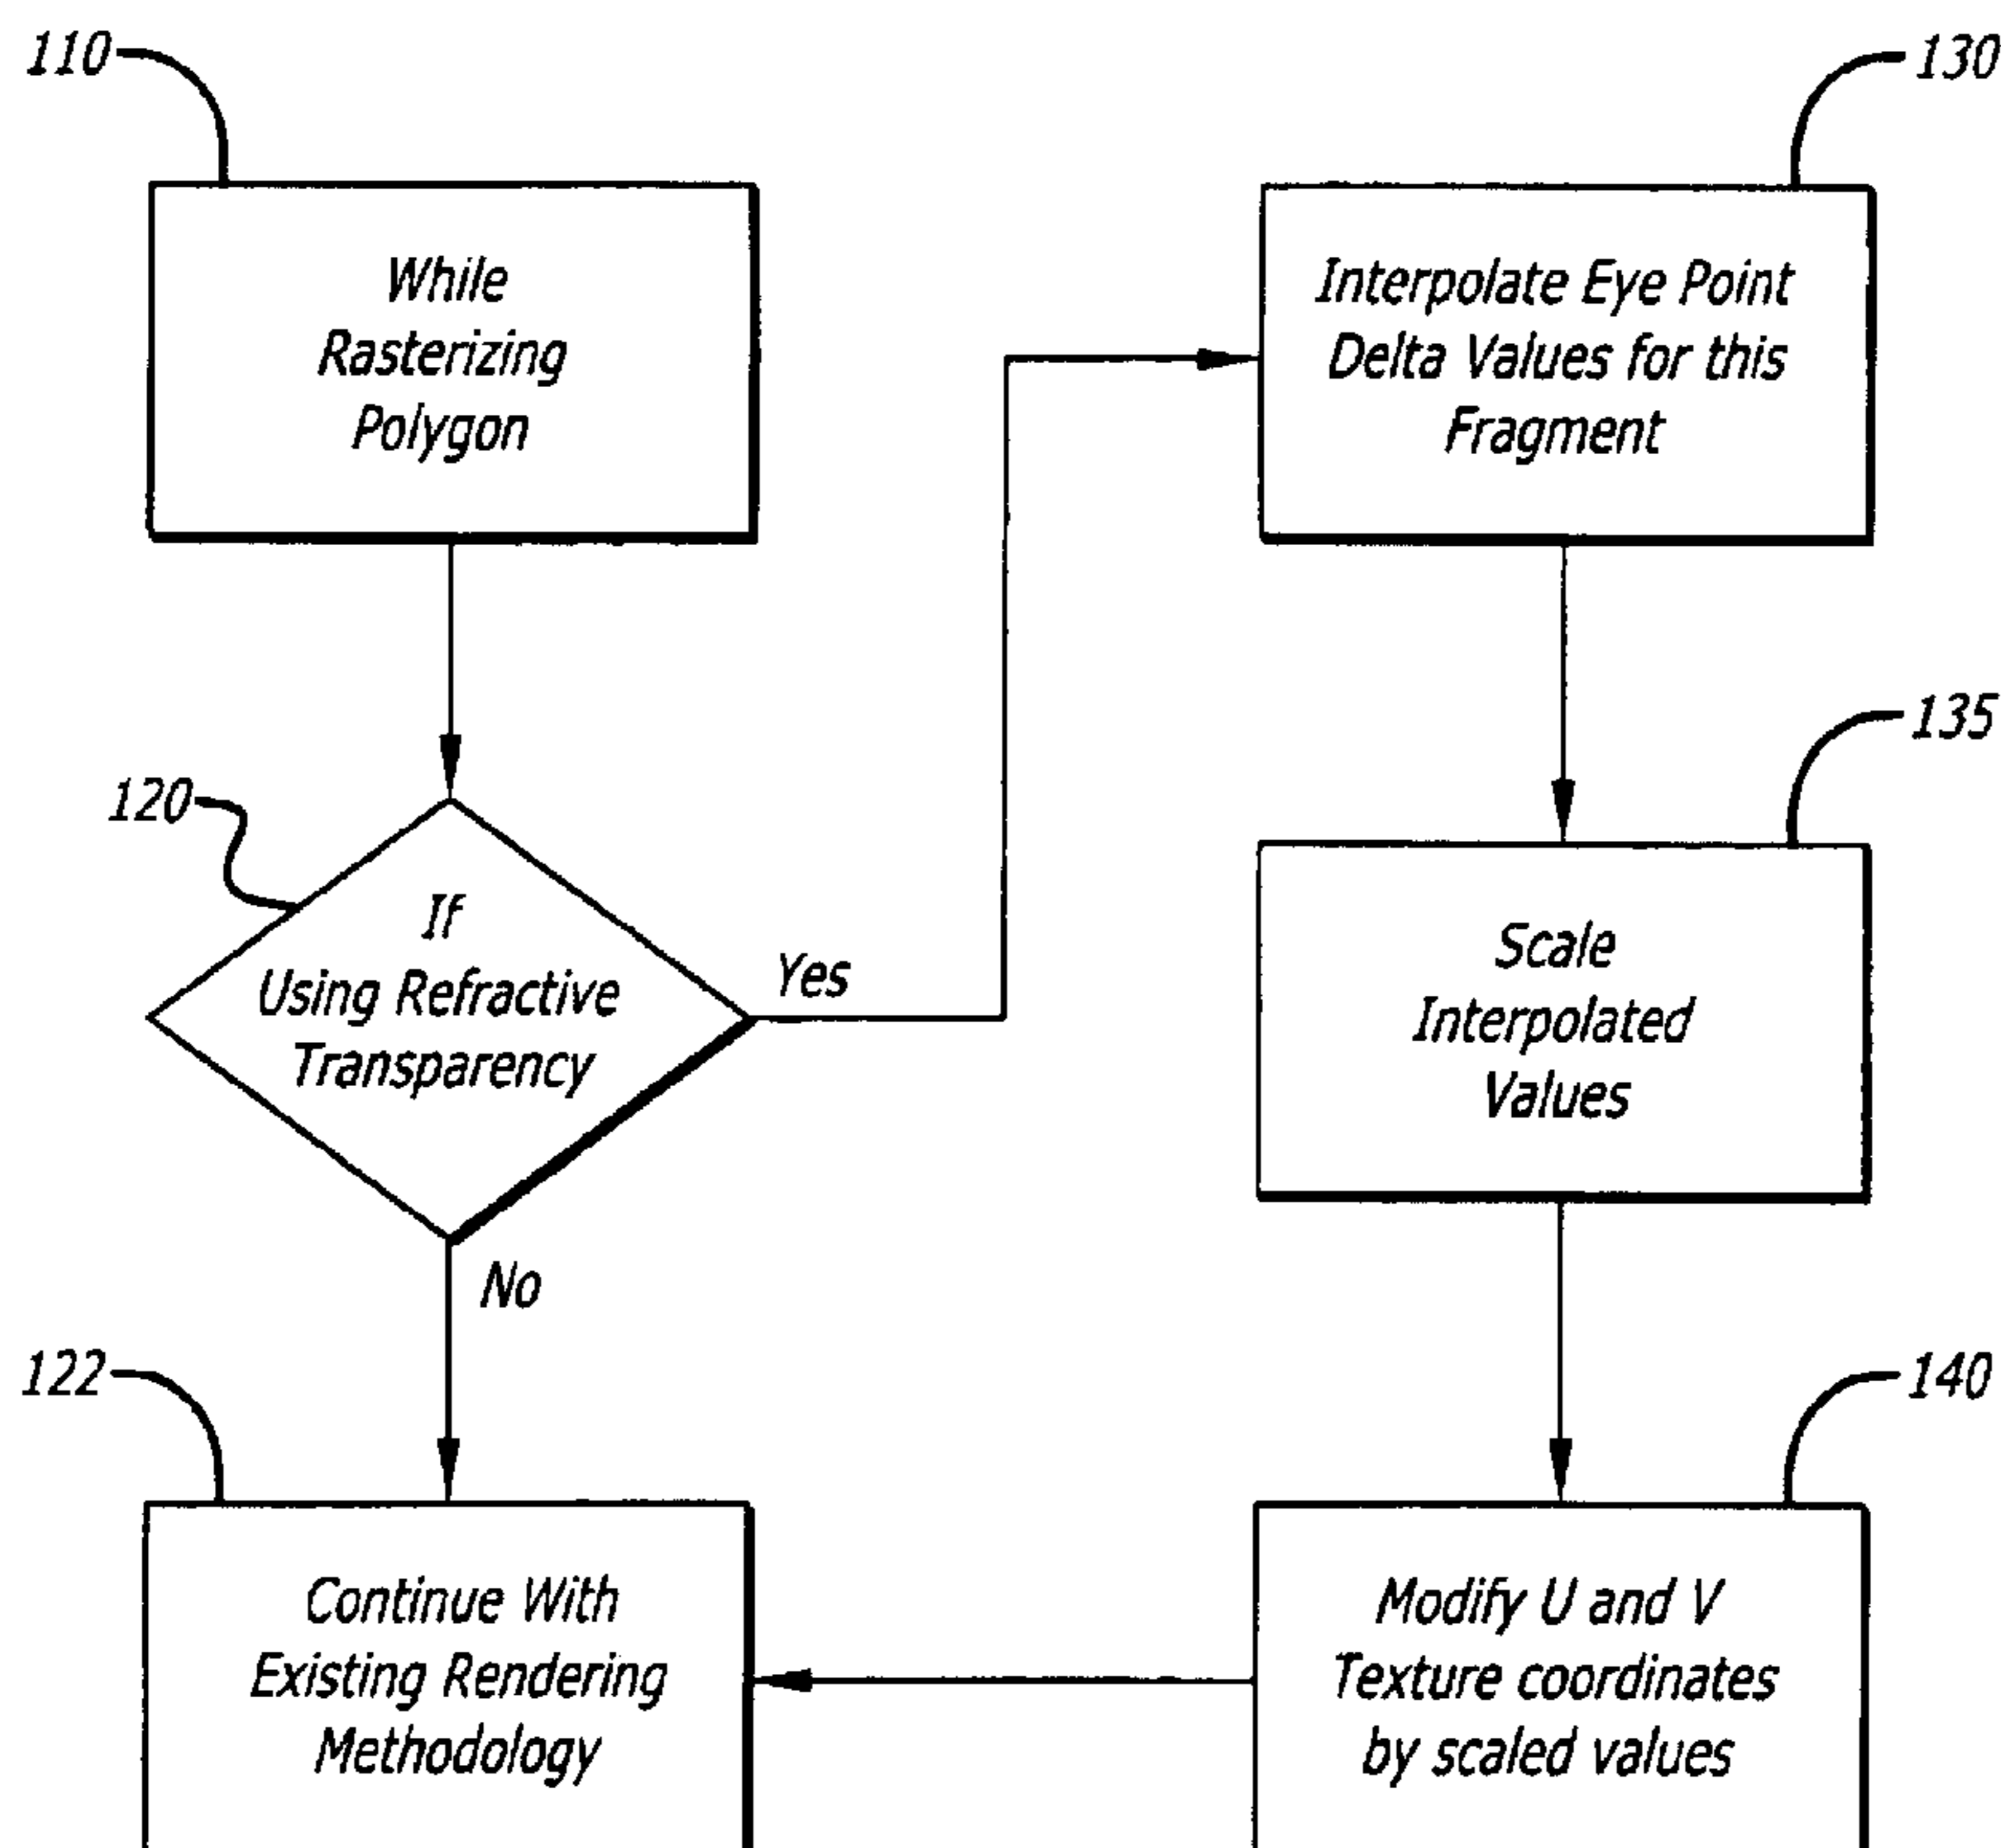 110
While
Rasterizing
Polygon
120
If
Using Refractive
Transparency
Yes
No
122
Continue With
Existing Rendering
Methodology
130
Interpolate Eye Point
Delta Values for this
Fragment
135
Scale
Interpolated
Values
140
Modify U and V
Texture coordinates
by scaled values